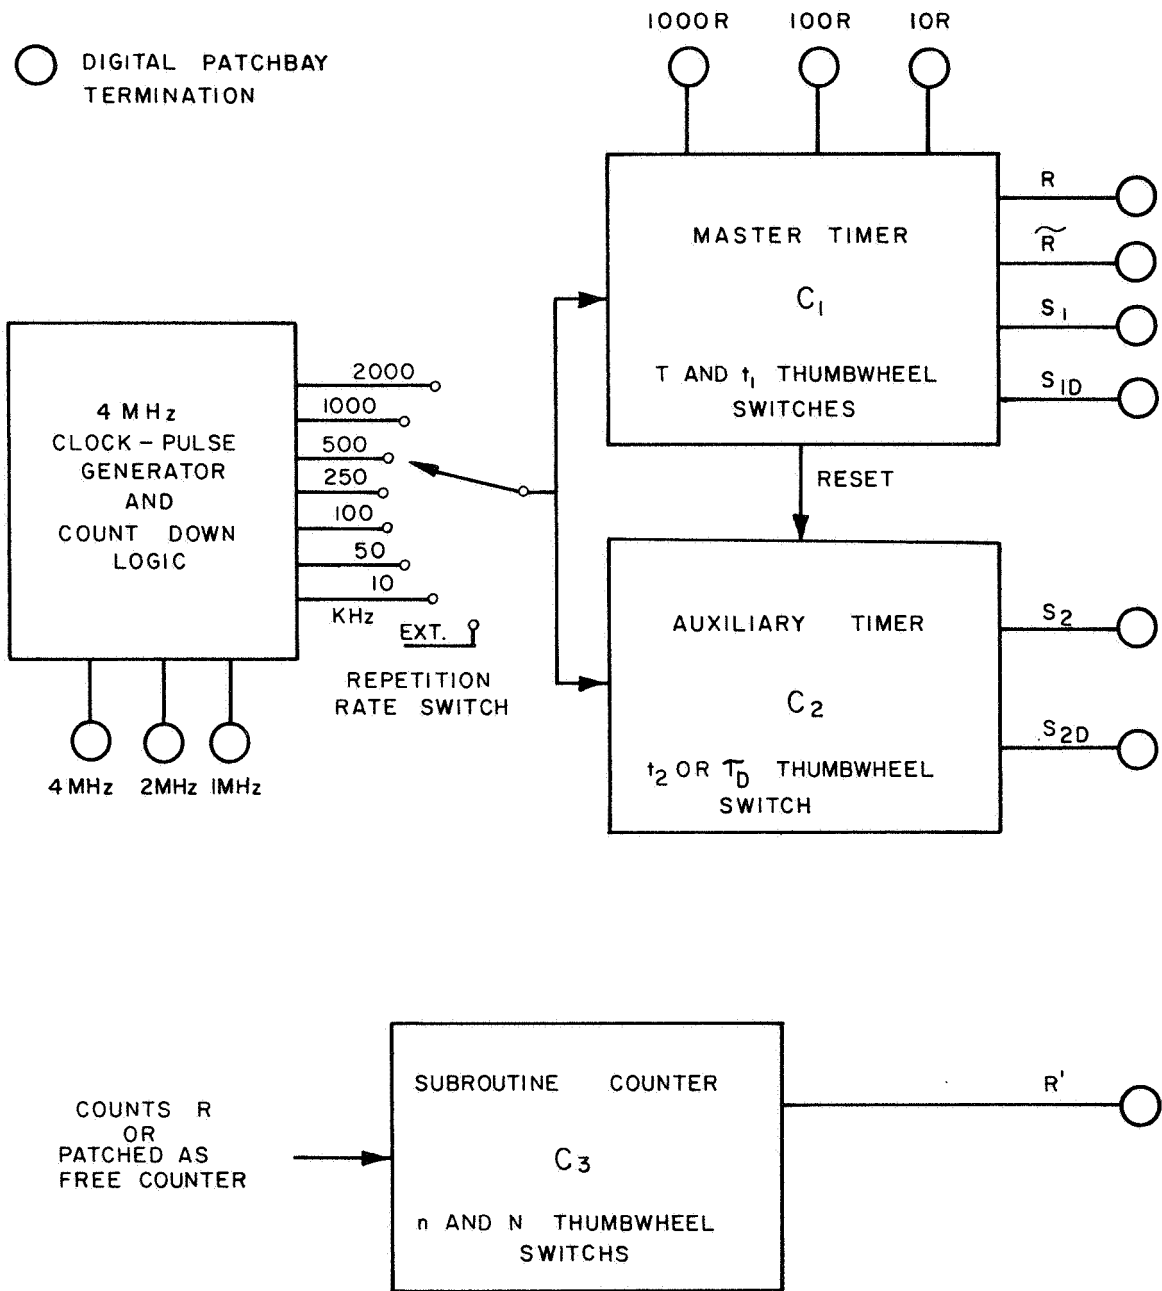 DIGITAL PATCHBAY
TERMINATION
1000R
100R
10R
MASTER TIMER
C1
T AND t1 THUMBWHEEL
SWITCHES
R
R̃
S1
S1D
4 MHz
CLOCK-PULSE
GENERATOR
AND
COUNT DOWN
LOGIC
2000
1000
500
250
100
50
10
KHz
EXT.
REPETITION
RATE SWITCH
4MHz
2MHz
1MHz
RESET
AUXILIARY TIMER
C2
t2 OR TD THUMBWHEEL
SWITCH
S2
S2D
COUNTS R
OR
PATCHED AS
FREE COUNTER
SUBROUTINE COUNTER
C3
n AND N THUMBWHEEL
SWITCHS
R'